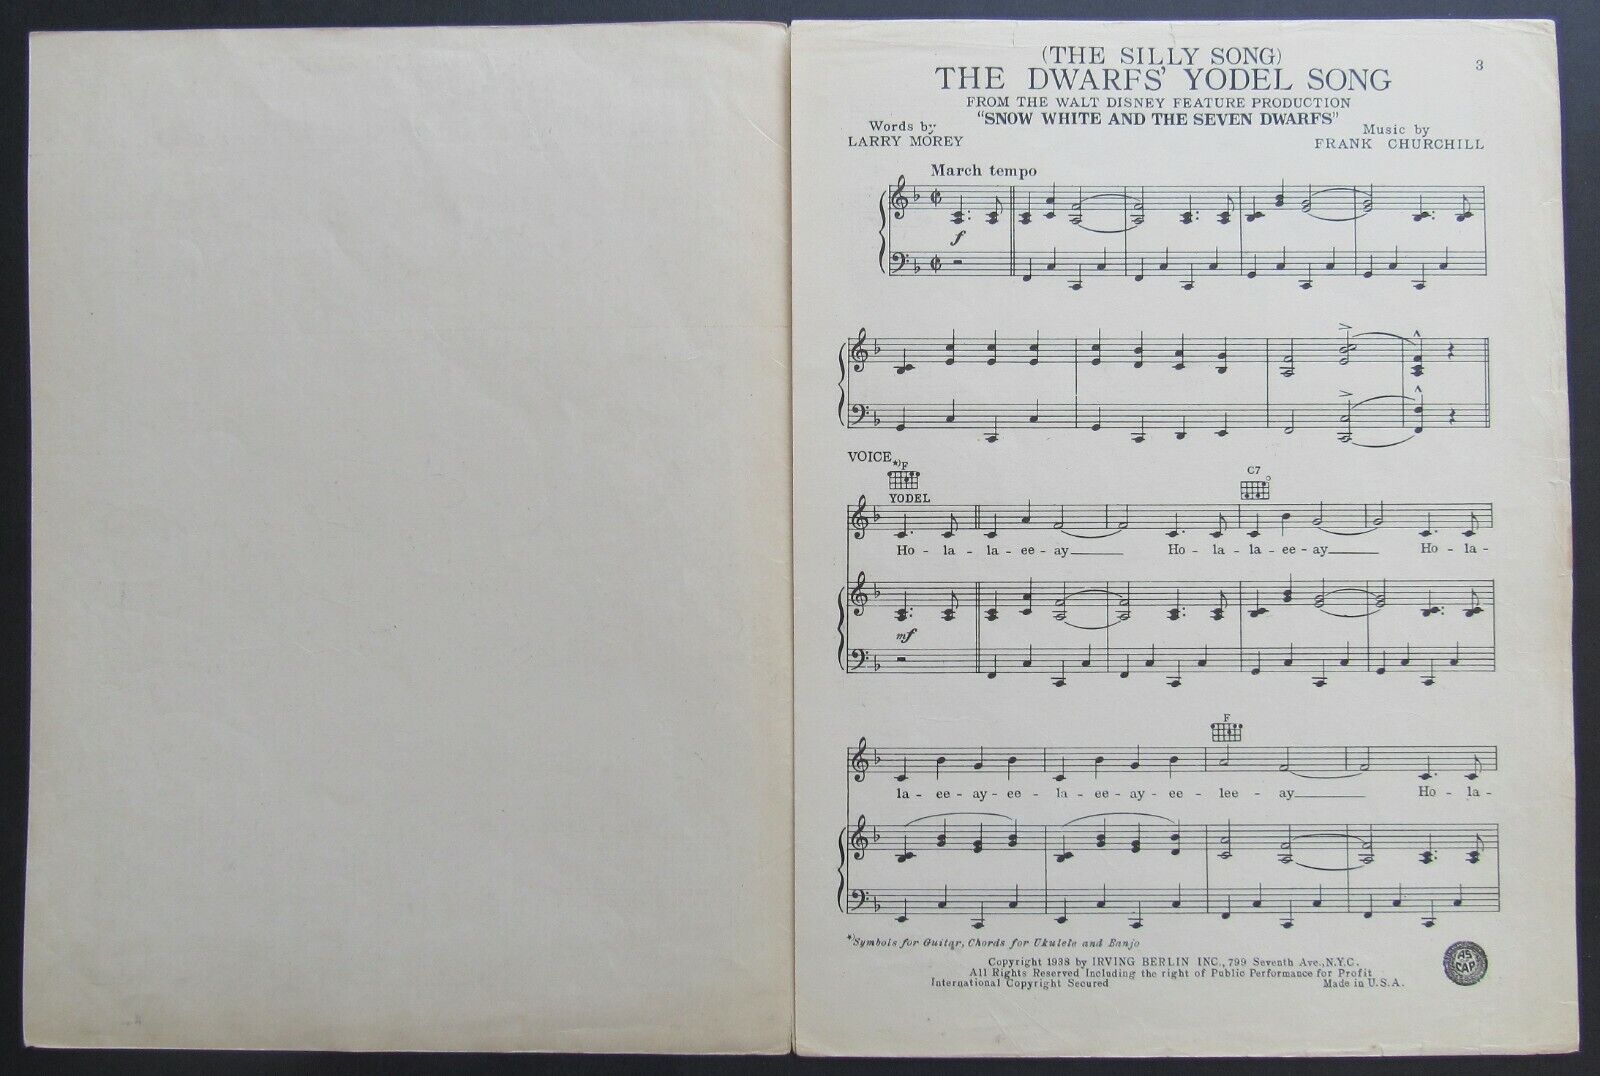 (THE SILLY SONG)
THE DWARFS' YODEL SONG
3
FROM THE WALT DISNEY FEATURE PRODUCTION
"SNOW WHITE AND THE SEVEN DWARFS"
Words by
LARRY MOREY
Music by
FRANK CHURCHILL
March tempo
f
VOICE
*)F
C7
YODEL
Ho - la - la - ee - ay Ho - la - la - ee - ay Ho - la -
mf
F
la - ee - ay - ee - la - ee - ay - ee - lee - ay Ho - la -
*)Symbols for Guitar, Chords for Ukulele and Banjo
Copyright 1938 by IRVING BERLIN INC., 799 Seventh Ave., N.Y.C.
All Rights Reserved Including the right of Public Performance for Profit
International Copyright Secured Made in U.S.A.
AS
CAP